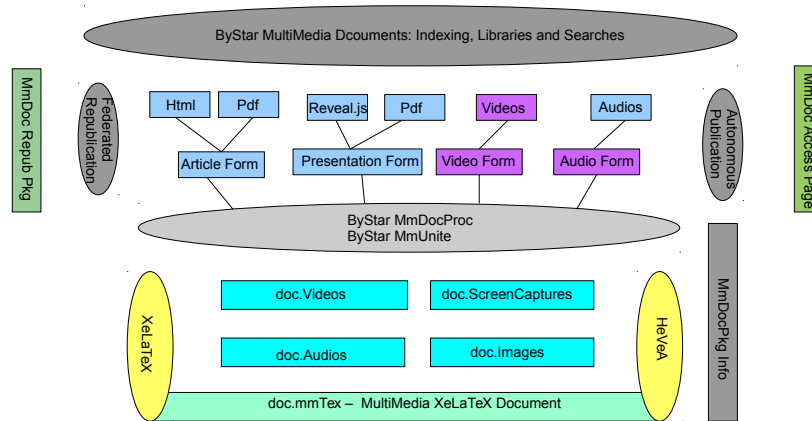 ByStar MultiMedia Dcouments: Indexing, Libraries and Searches
MmDoc Repub Pkg
Federated
Republication
Html
Pdf
Reveal.js
Pdf
Videos
Audios
Autonomous
Publication
MmDoc Access Page
Article Form
Presentation Form
Video Form
Audio Form
ByStar MmDocProc
ByStar MmUnite
XeLaTeX
doc.Videos
doc.ScreenCaptures
HeVeA
MmDocPkg Info
doc.Audios
doc.Images
doc.mmTex – MultiMedia XeLaTeX Document